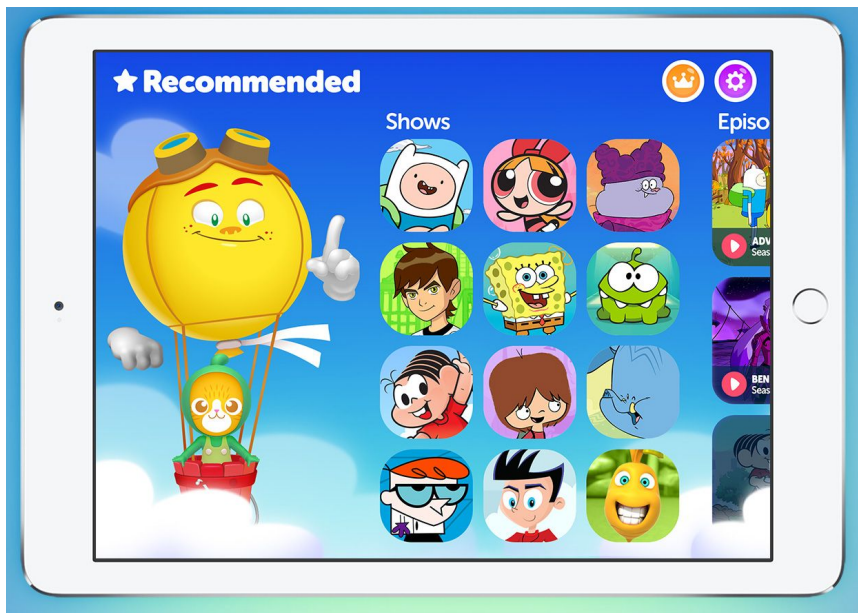 Recommended
Shows
Episo
ADV
Seas
BEN
Seas